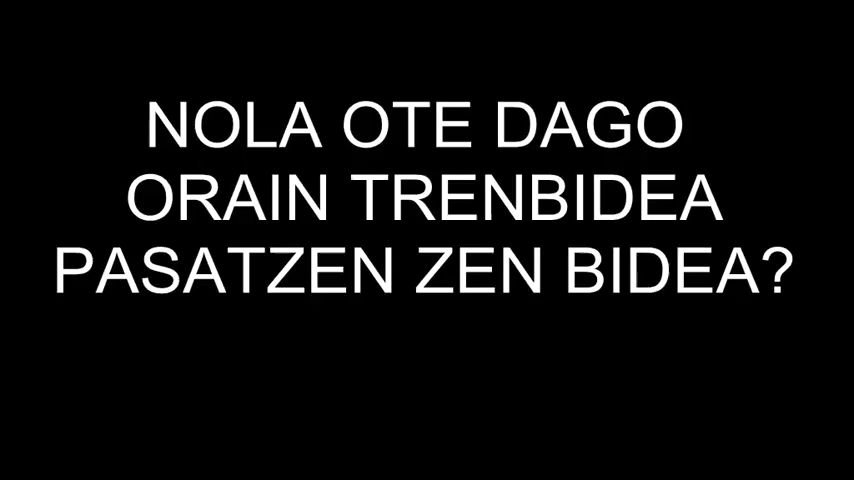 NOLA OTE DAGO
ORAIN TRENBIDEA
PASATZEN ZEN BIDEA?